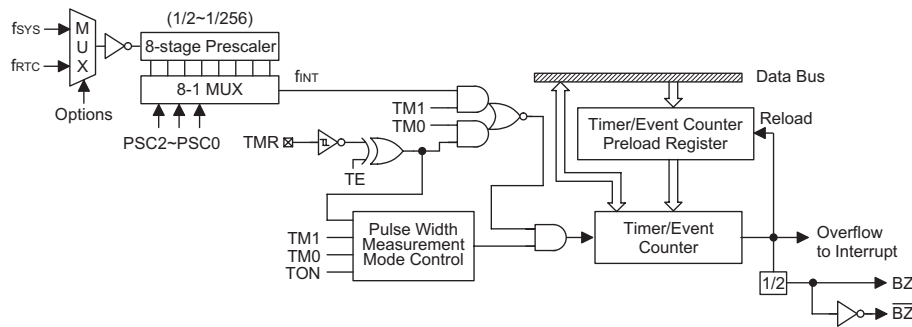 (1/2~1/256)
fSYS
M
U
X
8-stage Prescaler
fRTC
8-1 MUX
fINT
Options
PSC2~PSC0
TM1
TM0
TMR
TE
Data Bus
Timer/Event Counter
Preload Register
Reload
TM1
TM0
TON
Pulse Width
Measurement
Mode Control
Timer/Event
Counter
Overflow
to Interrupt
1/2
BZ
BZ